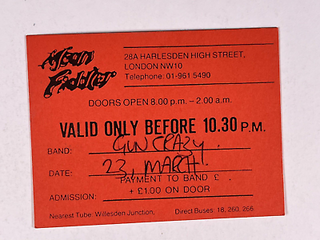 Mean Fiddler
28A HARLESDEN HIGH STREET,
LONDON NW10
Telephone: 01-961 5490
DOORS OPEN 8.00 p.m. – 2.00 a.m.
VALID ONLY BEFORE 10.30 P.M.
BAND: GUN CRAZY.
DATE: 23, MARCH.
PAYMENT TO BAND £
ADMISSION: + £1.00 ON DOOR
Nearest Tube: Willesden Junction. Direct Buses: 18, 260, 266.